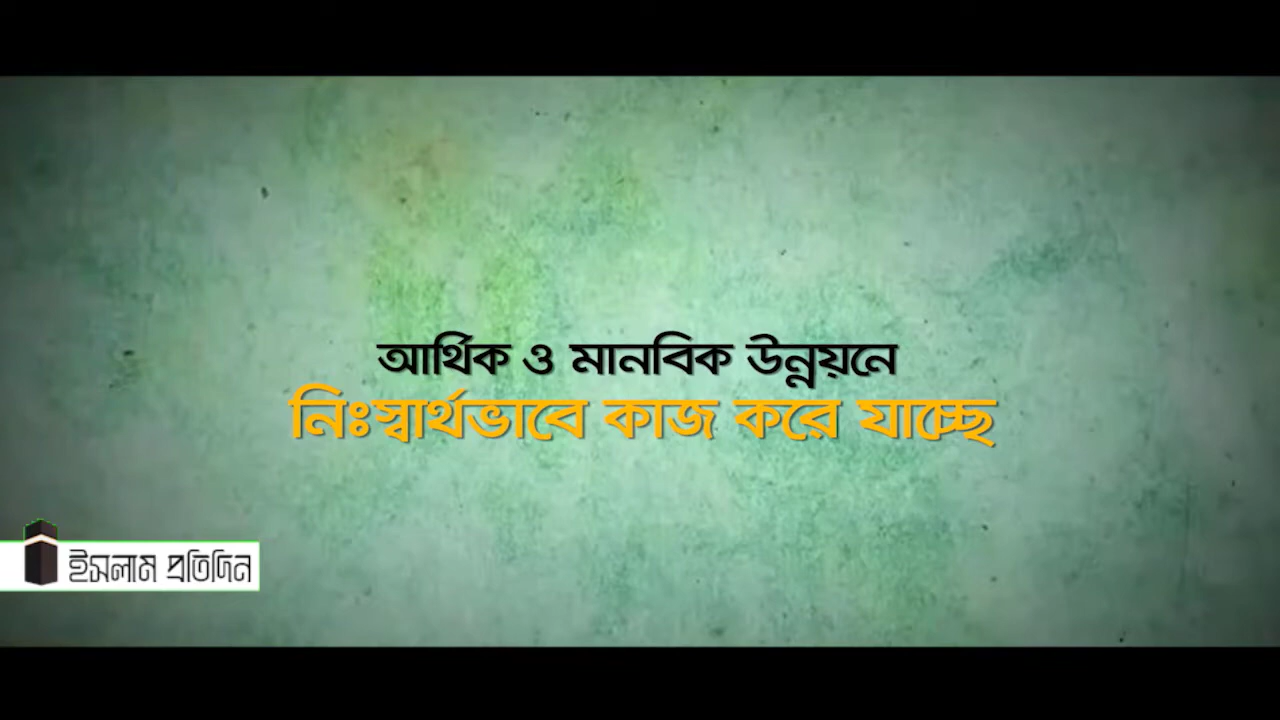 আর্থিক ও মানবিক উন্নয়নে
নিঃস্বার্থভাবে কাজ করে যাচ্ছে
ইসলাম প্রতিদিন